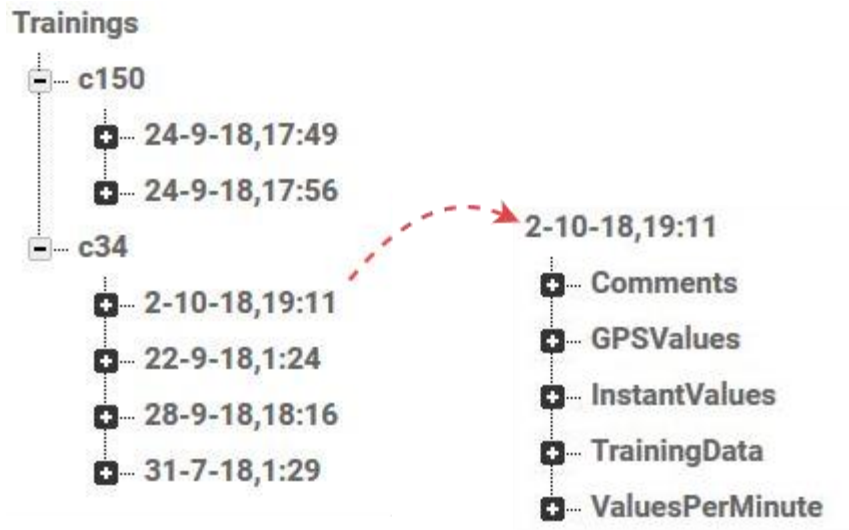 Trainings
c150
24-9-18,17:49
24-9-18,17:56
c34
2-10-18,19:11
22-9-18,1:24
28-9-18,18:16
31-7-18,1:29
2-10-18,19:11
Comments
GPSValues
InstantValues
TrainingData
ValuesPerMinute